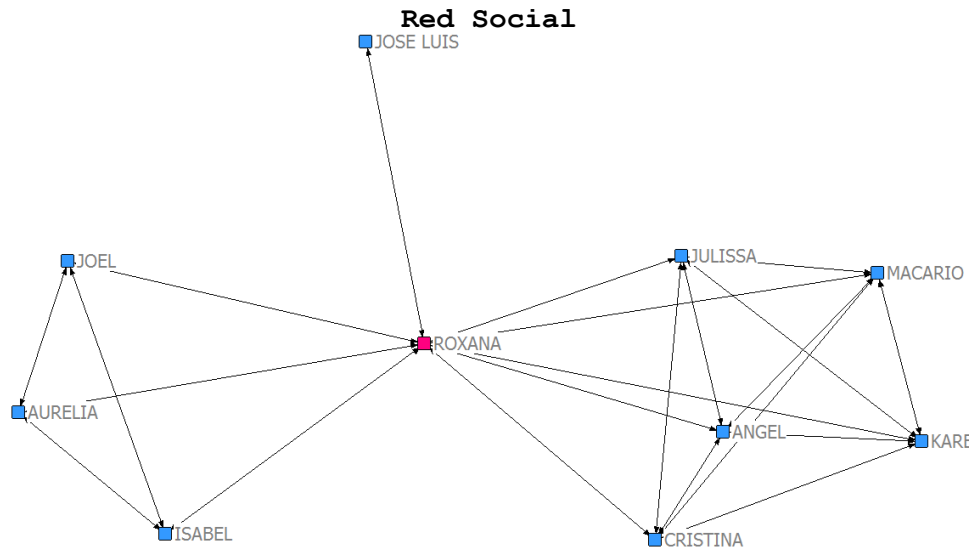 Red Social
JOSE LUIS
JOEL
JULISSA
MACARIO
ROXANA
AURELIA
ANGEL
KARE
ISABEL
CRISTINA